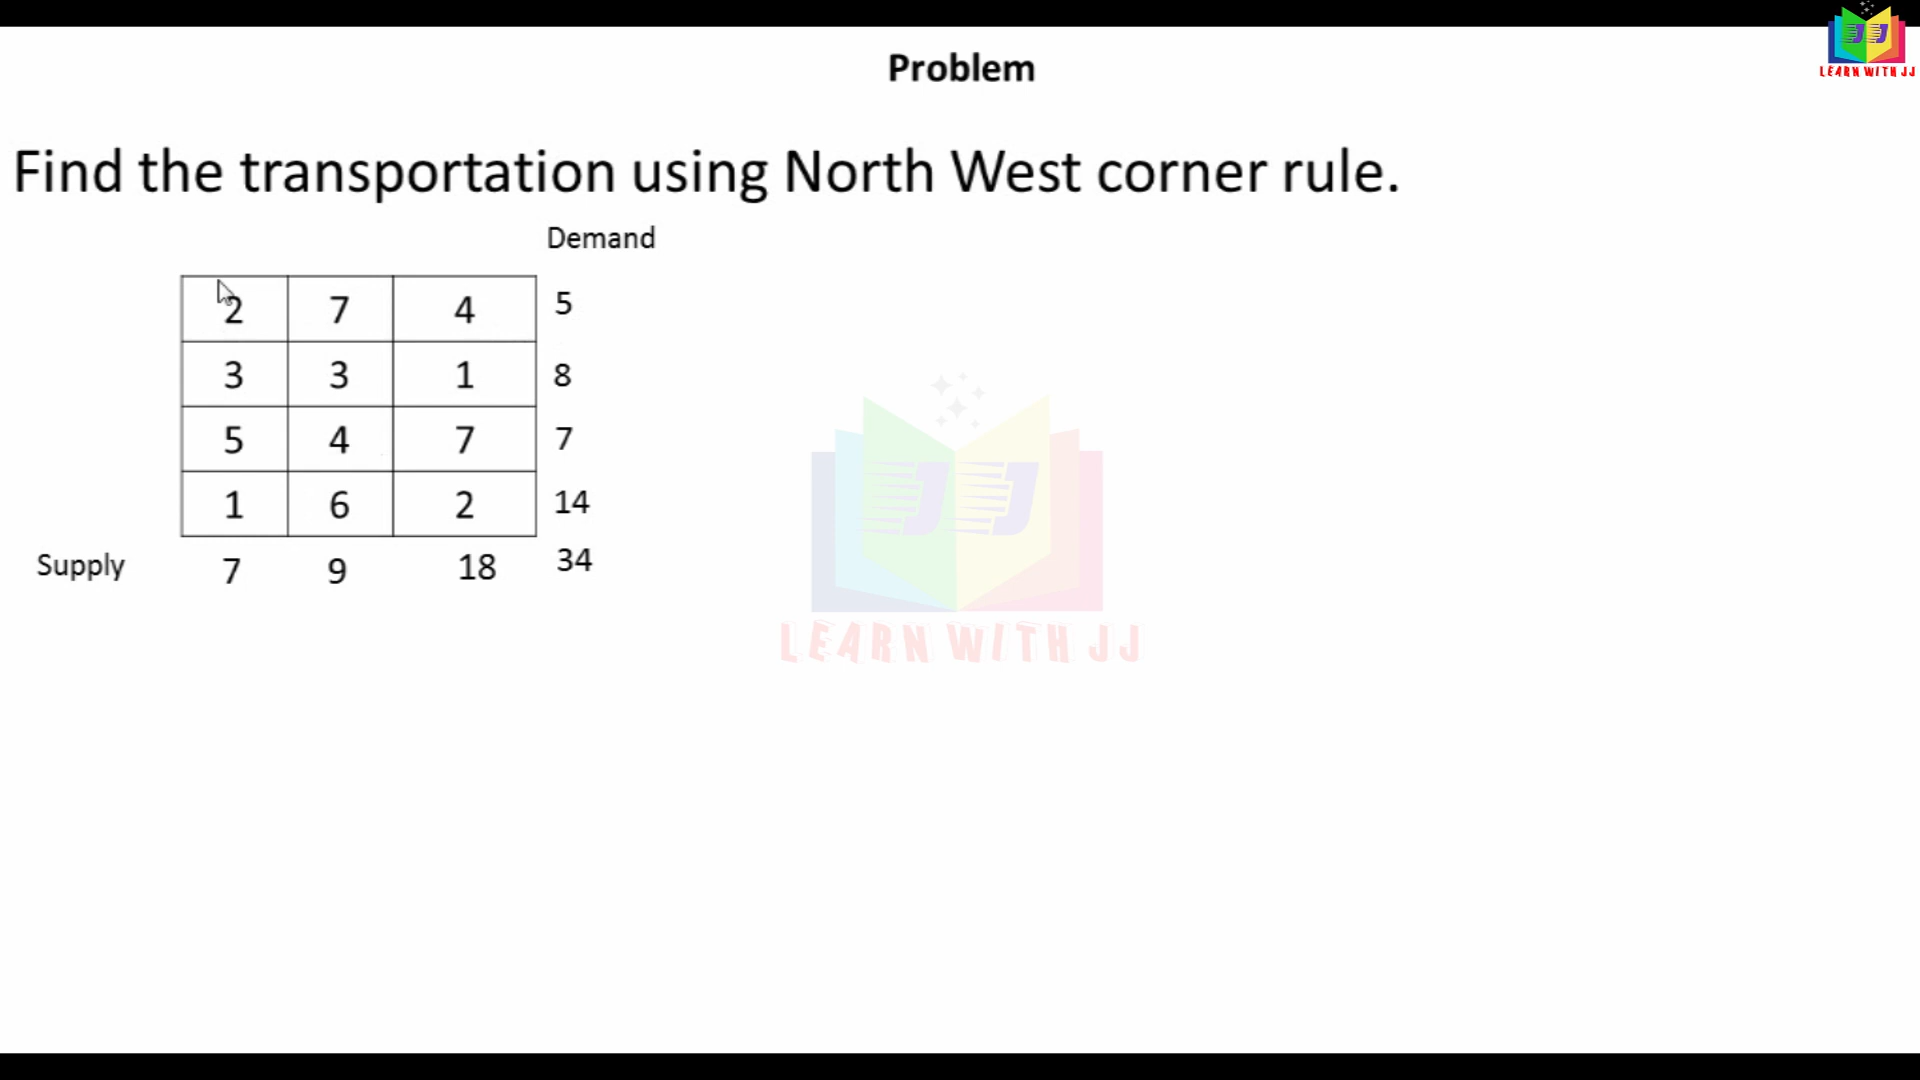 Problem
LEARN WITH JJ
Find the transportation using North West corner rule.
Demand
2 7 4 5
3 3 1 8
5 4 7 7
1 6 2 14
Supply 7 9 18 34
JJ
LEARN WITH JJ